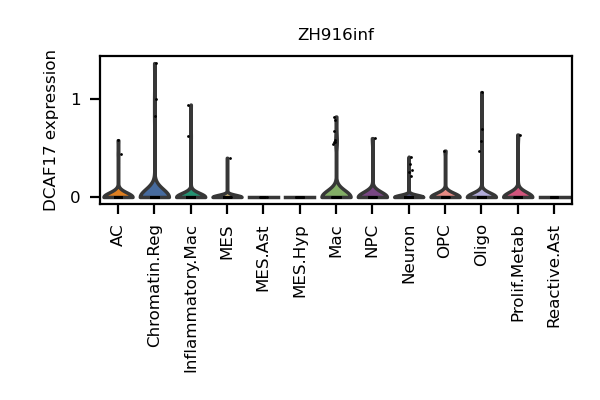 ZH916inf
DCAF17 expression
1
0
AC
Chromatin.Reg
Inflammatory.Mac
MES
MES.Ast
MES.Hyp
Mac
NPC
Neuron
OPC
Oligo
Prolif.Metab
Reactive.Ast